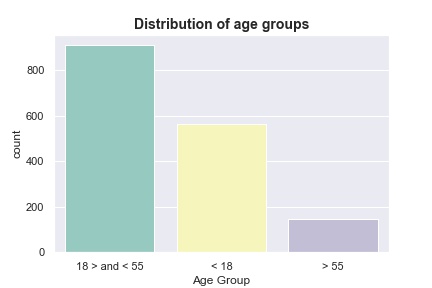 Distribution of age groups
800
600
400
200
0
count
18 > and < 55
< 18
> 55
Age Group